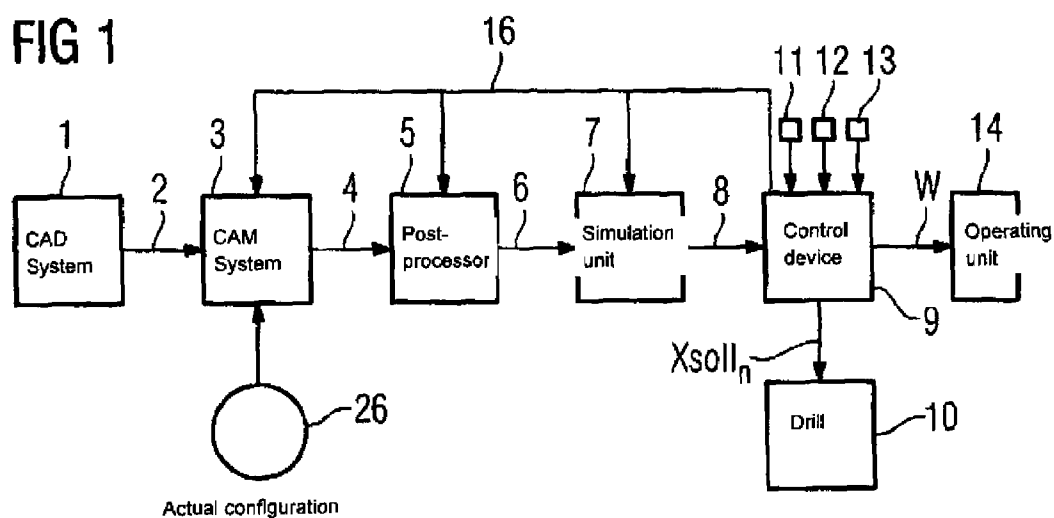 FIG 1
16
11 12 13
1
3
5
7
14
2
4
6
8
W
CAD
System
CAM
System
Post-
processor
Simulation
unit
Control
device
Operating
unit
9
Xsoll_n
26
Drill
10
Actual configuration